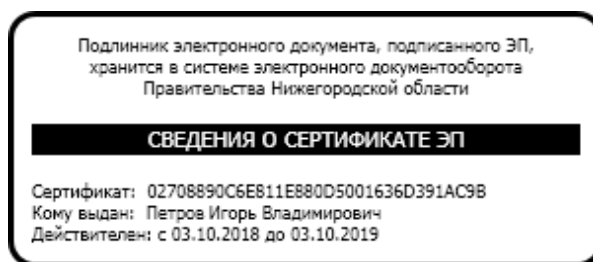 Подлинник электронного документа, подписанного ЭП,
хранится в системе электронного документооборота
Правительства Нижегородской области
СВЕДЕНИЯ О СЕРТИФИКАТЕ ЭП
Сертификат: 02708890C6E811E880D5001636D391AC9B
Кому выдан: Петров Игорь Владимирович
Действителен: с 03.10.2018 до 03.10.2019